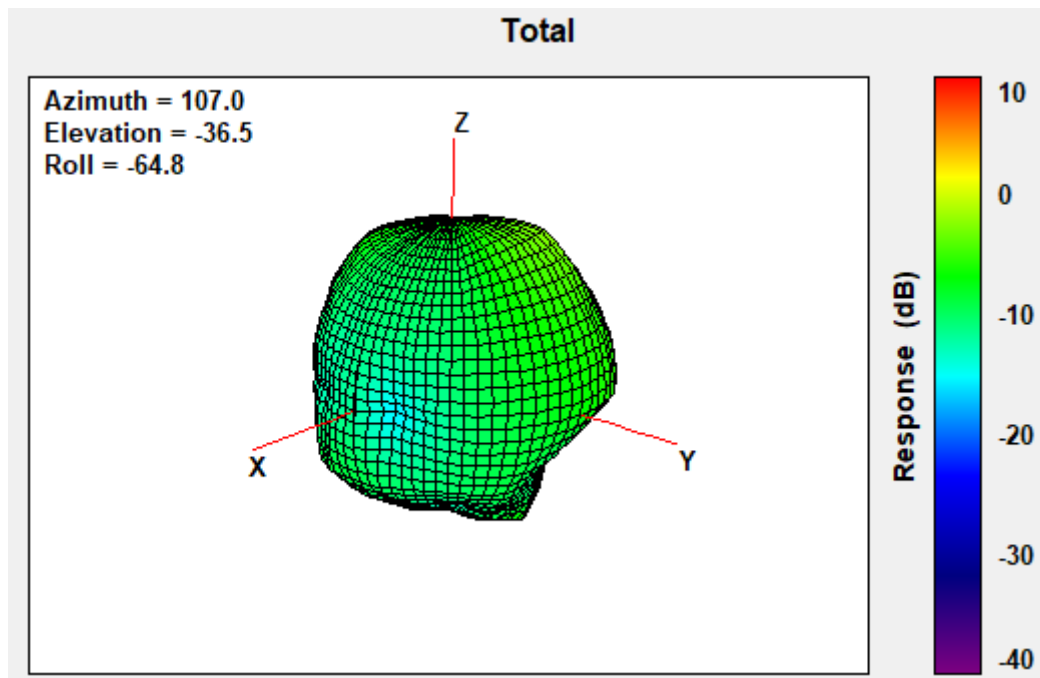 Total
Azimuth = 107.0
Elevation = -36.5
Roll = -64.8
Z
X
Y
10
0
-10
-20
-30
-40
Response (dB)